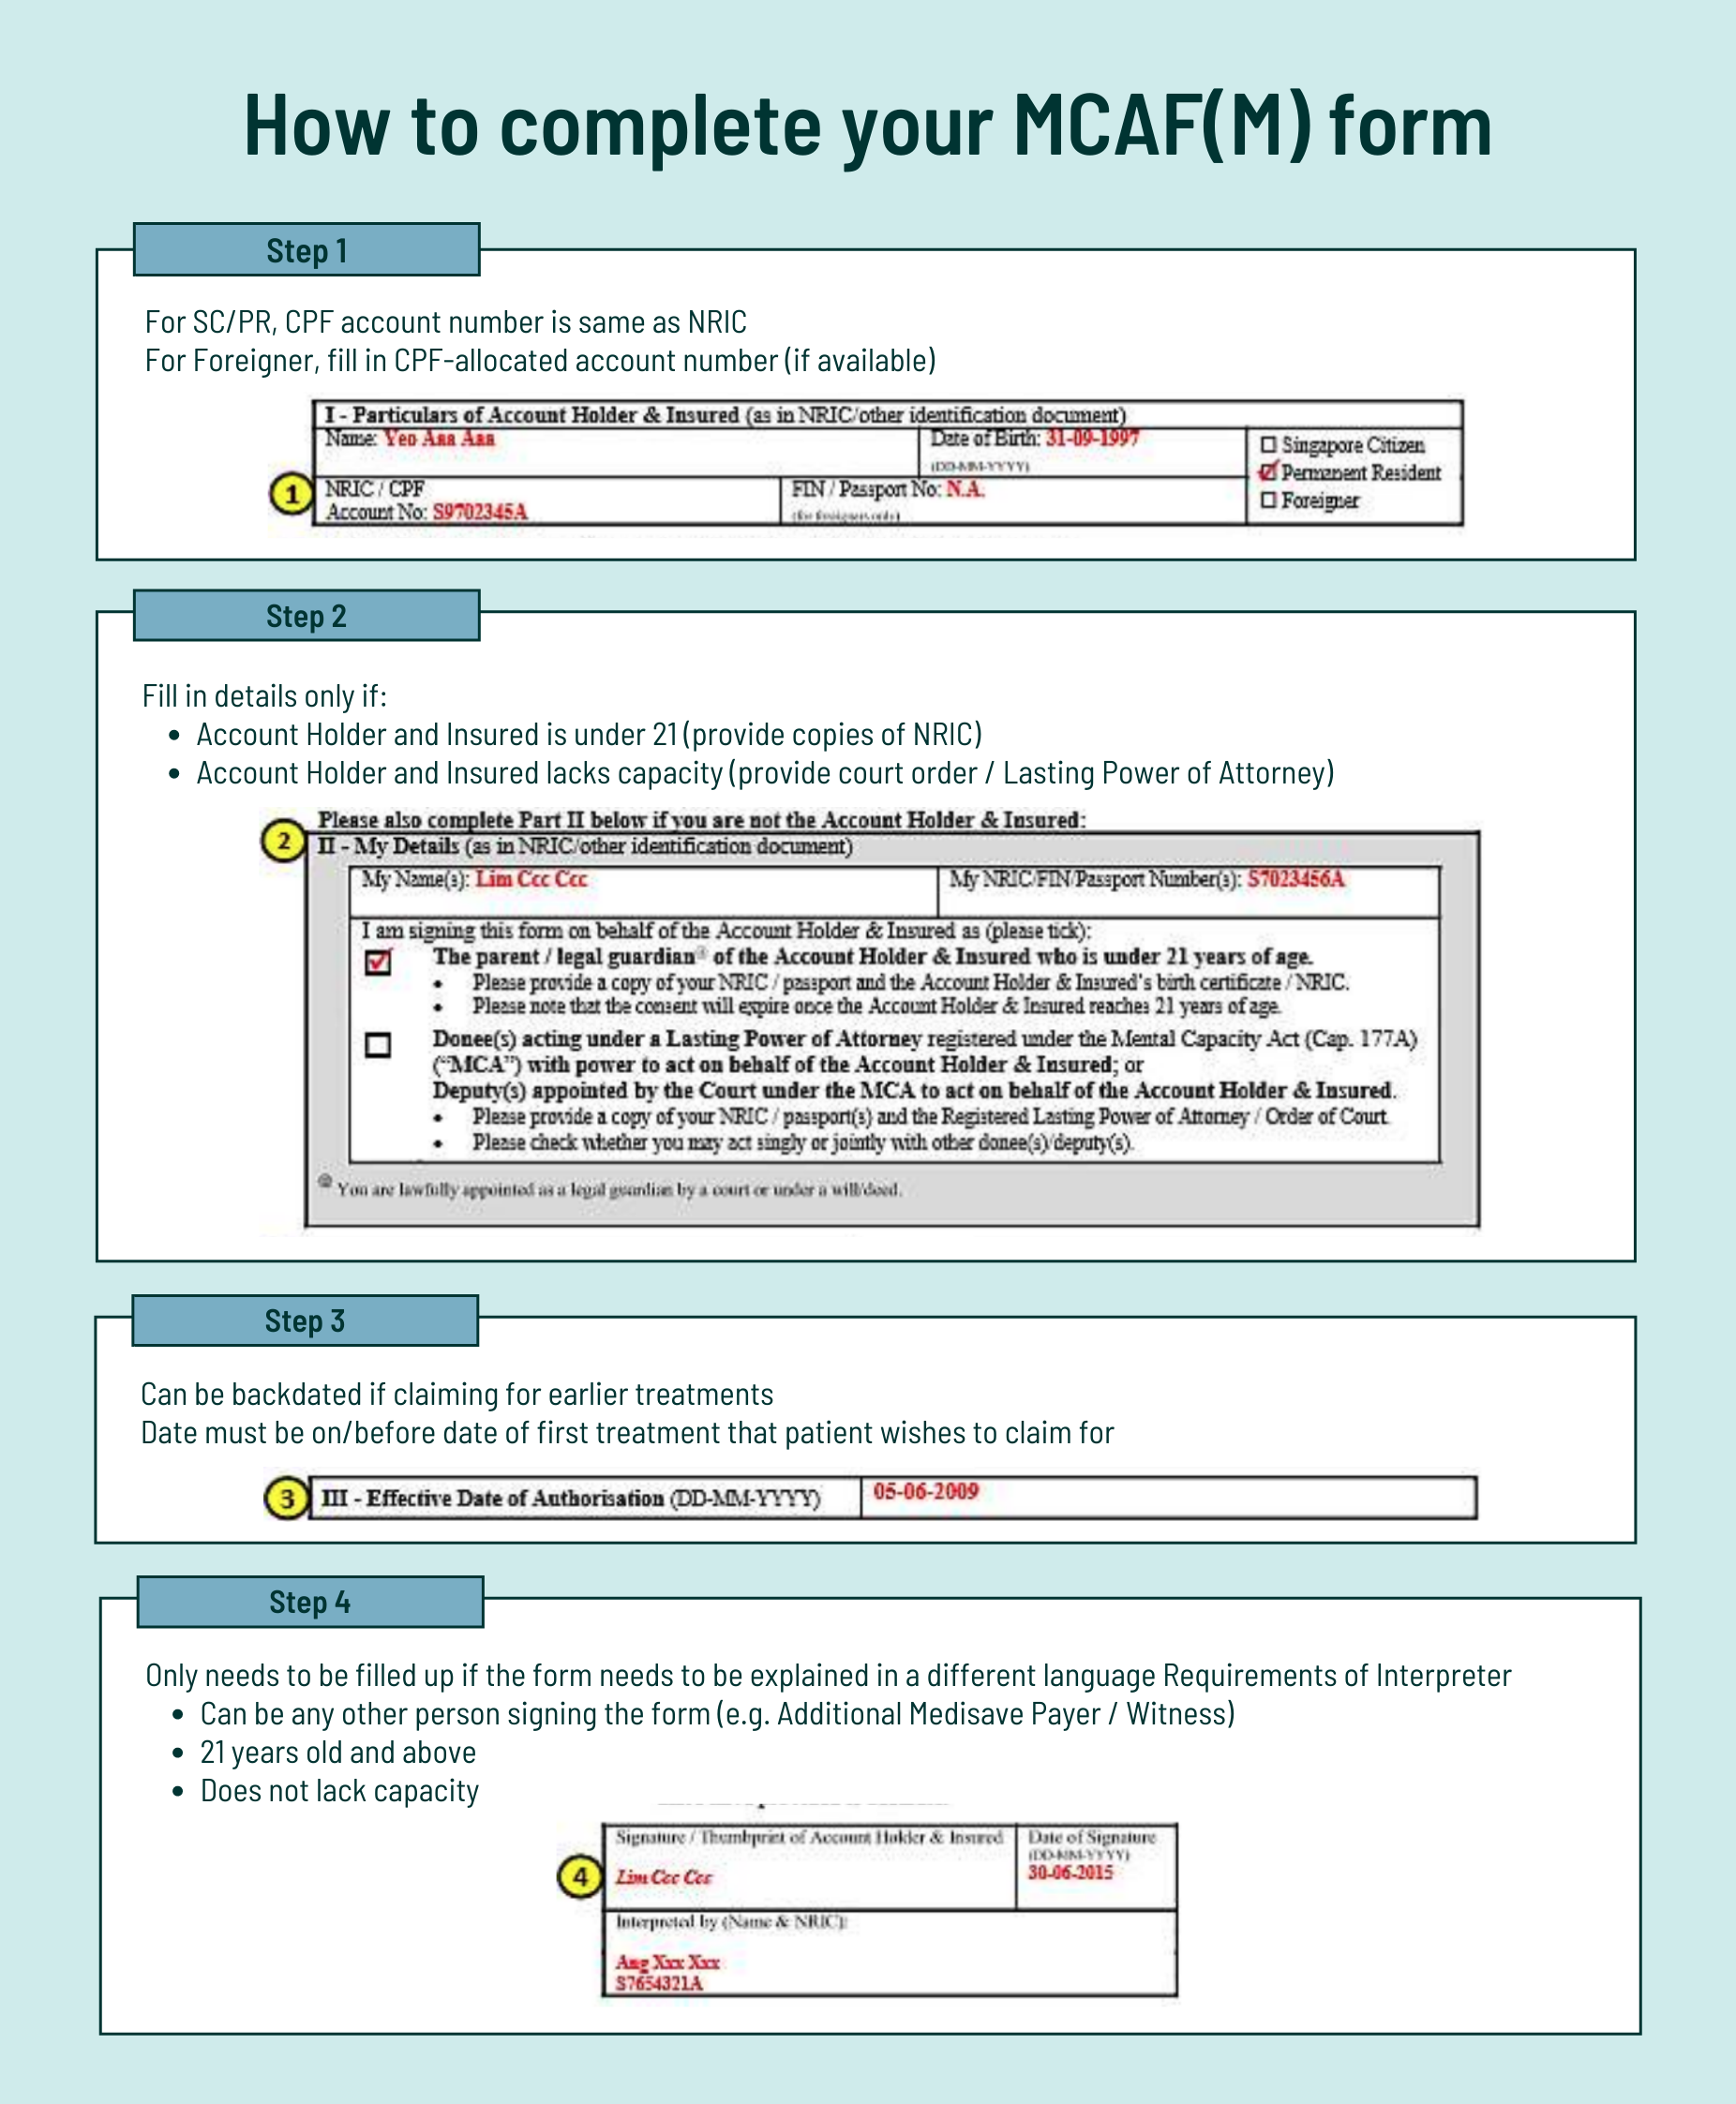 How to complete your MCAF(M) form
Step 1
For SC/PR, CPF account number is same as NRIC
For Foreigner, fill in CPF-allocated account number (if available)
I - Particulars of Account Holder & Insured (as in NRIC/other identification document)
Name: Yeo Aaa Aaa
Date of Birth: 31-09-1997
(DD-MM-YYYY)
☐ Singapore Citizen
☑ Permanent Resident
☐ Foreigner
1
NRIC / CPF
Account No: S9702345A
FIN / Passport No: N.A.
(for foreigners only)
Step 2
Fill in details only if:
• Account Holder and Insured is under 21 (provide copies of NRIC)
• Account Holder and Insured lacks capacity (provide court order / Lasting Power of Attorney)
Please also complete Part II below if you are not the Account Holder & Insured:
2
II - My Details (as in NRIC/other identification document)
My Name(s): Lim Ccc Ccc
My NRIC/FIN/Passport Number(s): S7023456A
I am signing this form on behalf of the Account Holder & Insured as (please tick):
☑ The parent / legal guardian@ of the Account Holder & Insured who is under 21 years of age.
• Please provide a copy of your NRIC / passport and the Account Holder & Insured's birth certificate / NRIC.
• Please note that the consent will expire once the Account Holder & Insured reaches 21 years of age.
☐ Donee(s) acting under a Lasting Power of Attorney registered under the Mental Capacity Act (Cap. 177A)
(“MCA”) with power to act on behalf of the Account Holder & Insured; or
Deputy(s) appointed by the Court under the MCA to act on behalf of the Account Holder & Insured.
• Please provide a copy of your NRIC / passport(s) and the Registered Lasting Power of Attorney / Order of Court.
• Please check whether you may act singly or jointly with other donee(s)/deputy(s).
@ You are lawfully appointed as a legal guardian by a court or under a will/deed.
Step 3
Can be backdated if claiming for earlier treatments
Date must be on/before date of first treatment that patient wishes to claim for
3
III - Effective Date of Authorisation (DD-MM-YYYY)
05-06-2009
Step 4
Only needs to be filled up if the form needs to be explained in a different language Requirements of Interpreter
• Can be any other person signing the form (e.g. Additional Medisave Payer / Witness)
• 21 years old and above
• Does not lack capacity
Signature / Thumbprint of Account Holder & Insured
Date of Signature
(DD-MM-YYYY)
4
Lim Ccc Ccc
30-06-2015
Interpreted by (Name & NRIC):
Ang Xxx Xxx
S7654321A